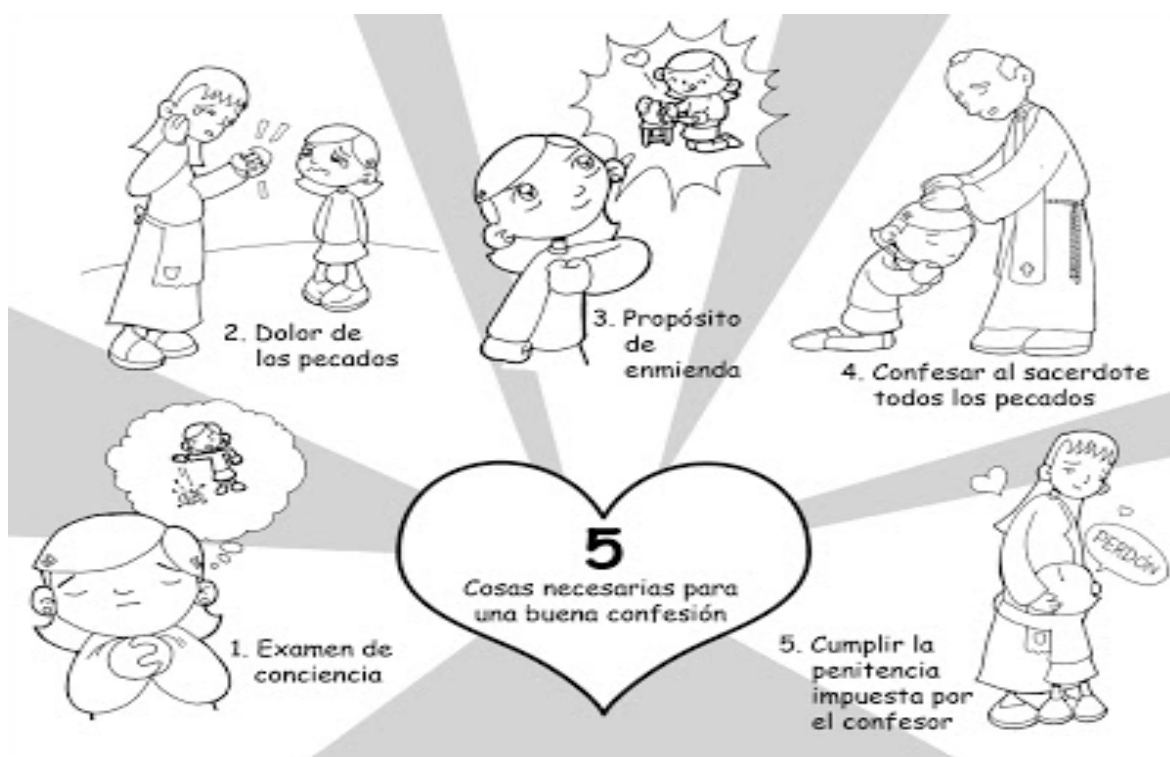 5
Cosas necesarias para
una buena confesión
1. Examen de
conciencia
2. Dolor de
los pecados
3. Propósito
de
enmienda
4. Confesar al sacerdote
todos los pecados
5. Cumplir la
penitencia
impuesta por
el confesor
PERDÓN